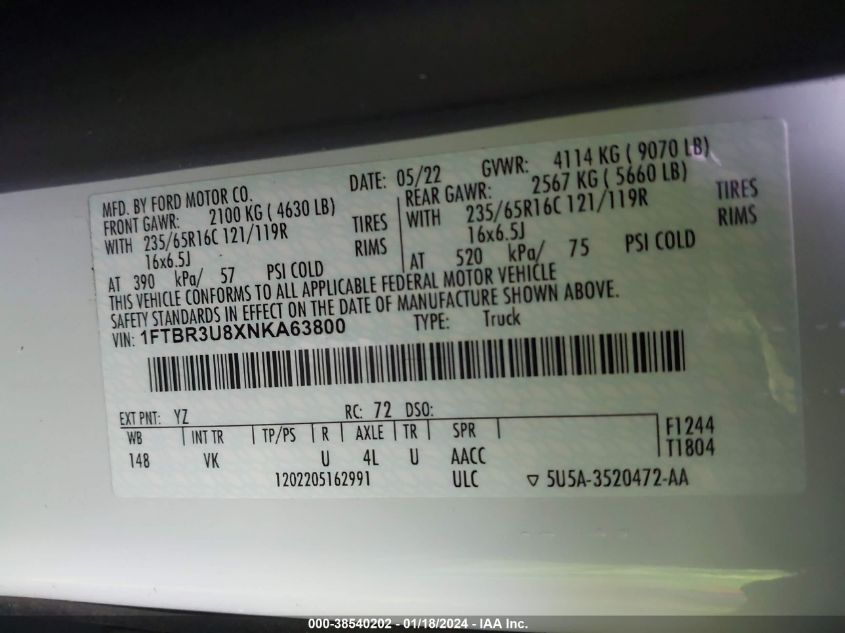 MFD. BY FORD MOTOR CO.
DATE: 05/22 GVWR: 4114 KG ( 9070 LB)
FRONT GAWR: 2100 KG ( 4630 LB)
WITH 235/65R16C 121/119R TIRES
16x6.5J RIMS
AT 390 kPa/ 57 PSI COLD
REAR GAWR: 2567 KG ( 5660 LB)
WITH 235/65R16C 121/119R TIRES
16x6.5J RIMS
AT 520 kPa/ 75 PSI COLD
THIS VEHICLE CONFORMS TO ALL APPLICABLE FEDERAL MOTOR VEHICLE
SAFETY STANDARDS IN EFFECT ON THE DATE OF MANUFACTURE SHOWN ABOVE.
VIN: 1FTBR3U8XNKA63800 TYPE: Truck
EXT PNT: YZ RC: 72 DSO:
WB INT TR TP/PS R AXLE TR SPR F1244
148 VK U 4L U AACC T1804
1202205162991 ULC ▽ 5U5A-3520472-AA
000-38540202 - 01/18/2024 - IAA Inc.